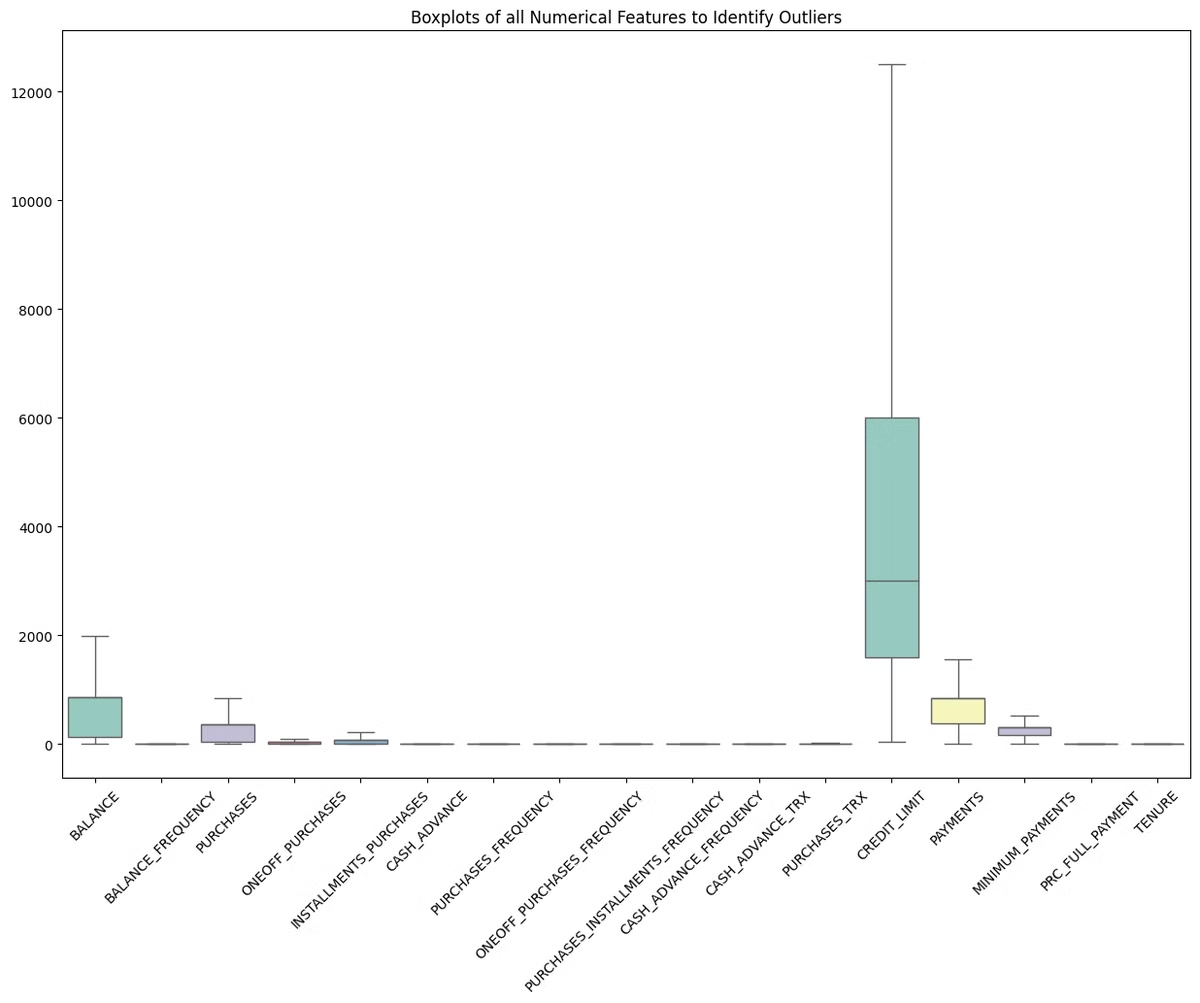 Boxplots of all Numerical Features to Identify Outliers
12000
10000
8000
6000
4000
2000
0
BALANCE
BALANCE_FREQUENCY
PURCHASES
ONEOFF_PURCHASES
INSTALLMENTS_PURCHASES
CASH_ADVANCE
PURCHASES_FREQUENCY
ONEOFF_PURCHASES_FREQUENCY
PURCHASES_INSTALLMENTS_FREQUENCY
CASH_ADVANCE_FREQUENCY
CASH_ADVANCE_TRX
PURCHASES_TRX
CREDIT_LIMIT
PAYMENTS
MINIMUM_PAYMENTS
PRC_FULL_PAYMENT
TENURE